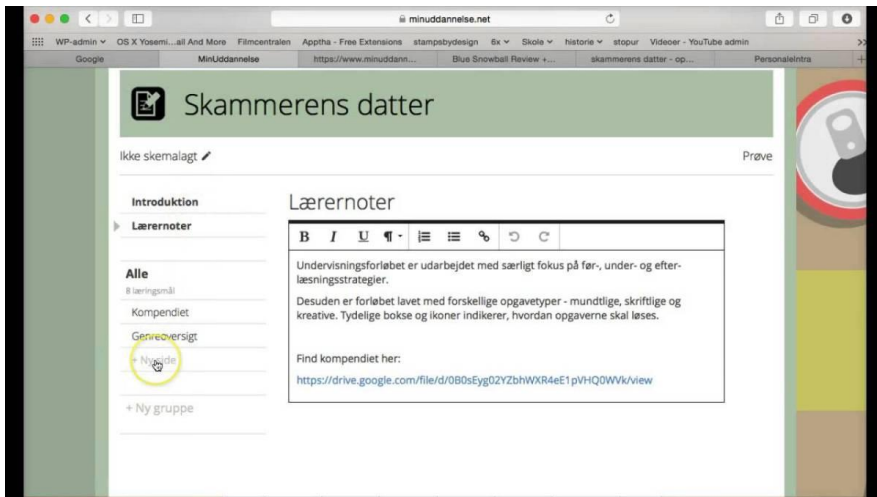 minuddannelse.net
WP-admin
OS X Yosemi...ail And More
Filmcentralen
Apptha - Free Extensions
stampsbydesign
6x
Skole
historie
stopur
Videoer - YouTube
admin
Google
MinUddannelse
https://www.minuddann...
Blue Snowball Review +...
skammerens datter - op...
PersonaleIntra
Skammerens datter
Ikke skemalagt
Prøve
Introduktion
Lærernoter
Alle
8 læringsmål
Kompendiet
Genreoversigt
+ Ny side
+ Ny gruppe
Lærernoter
B I U ¶
Undervisningsforløbet er udarbejdet med særligt fokus på før-, under- og efter-
læsningsstrategier.
Desuden er forløbet lavet med forskellige opgavetyper - mundtlige, skriftlige og
kreative. Tydelige bokse og ikoner indikerer, hvordan opgaverne skal løses.
Find kompendiet her:
https://drive.google.com/file/d/0B0sEyg02YZbhWXR4eE1pVHQ0WVk/view